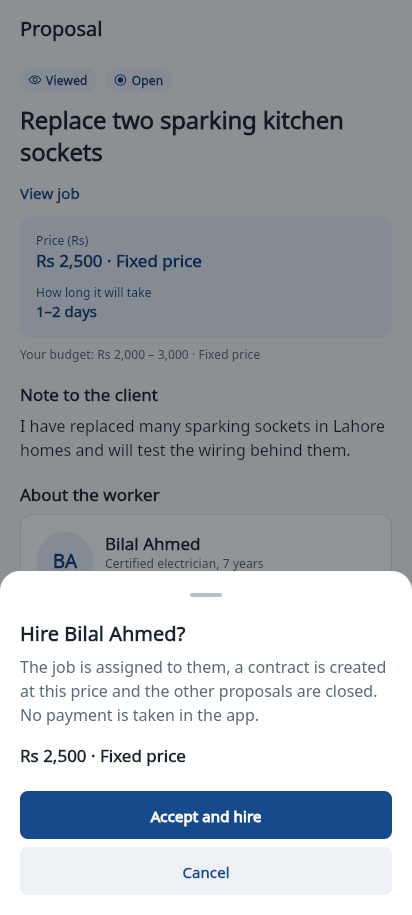 Proposal
Viewed
Open
Replace two sparking kitchen
sockets
View job
Price (Rs)
Rs 2,500 · Fixed price
How long it will take
1–2 days
Your budget: Rs 2,000 – 3,000 · Fixed price
Note to the client
I have replaced many sparking sockets in Lahore
homes and will test the wiring behind them.
About the worker
BA
Bilal Ahmed
Certified electrician, 7 years
Hire Bilal Ahmed?
The job is assigned to them, a contract is created
at this price and the other proposals are closed.
No payment is taken in the app.
Rs 2,500 · Fixed price
Accept and hire
Cancel